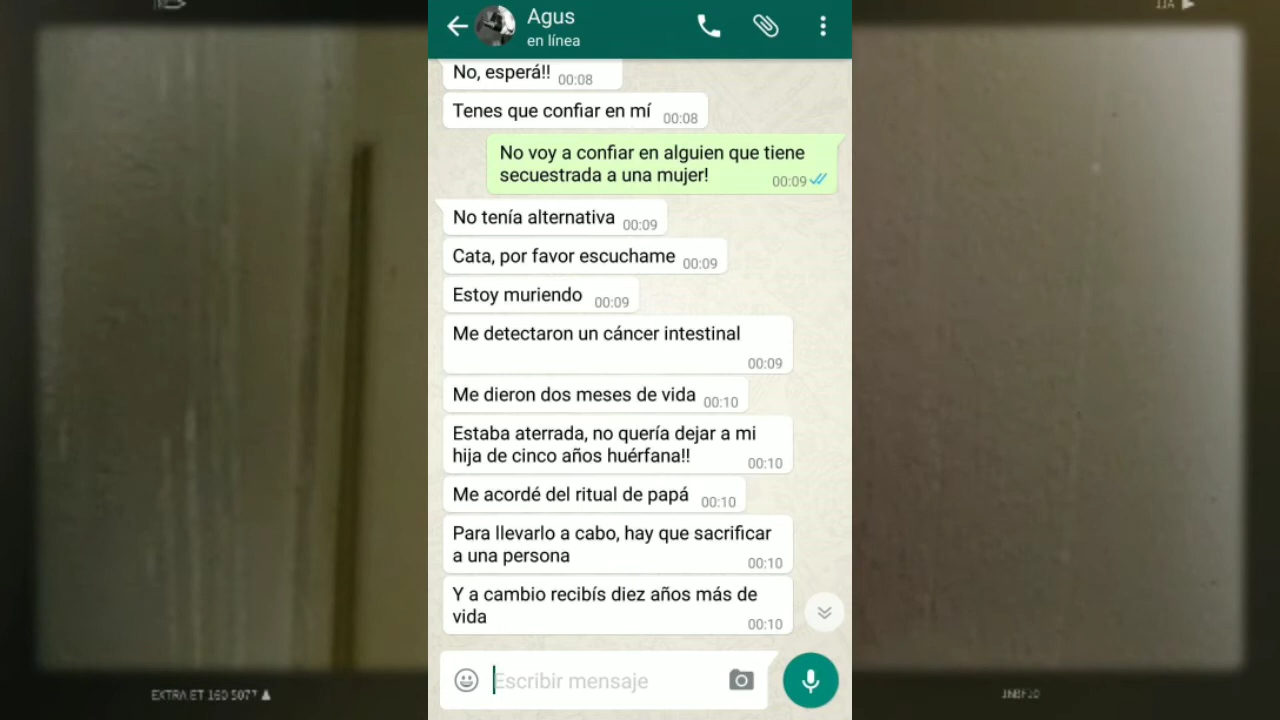 Agus
en línea
No, esperá!! 00:08
Tenes que confiar en mí 00:08
No voy a confiar en alguien que tiene
secuestrada a una mujer! 00:09
No tenía alternativa 00:09
Cata, por favor escuchame 00:09
Estoy muriendo 00:09
Me detectaron un cáncer intestinal
00:09
Me dieron dos meses de vida 00:10
Estaba aterrada, no quería dejar a mi
hija de cinco años huérfana!! 00:10
Me acordé del ritual de papá 00:10
Para llevarlo a cabo, hay que sacrificar
a una persona 00:10
Y a cambio recibís diez años más de
vida 00:10
Escribir mensaje
EXTRA ET 160 5077